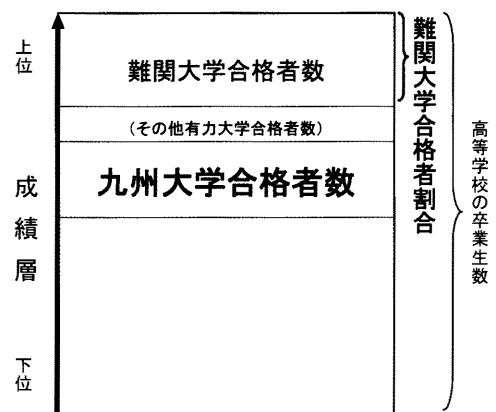 上位
成績層
下位
難関大学合格者数
(その他有力大学合格者数)
九州大学合格者数
難関大学合格者割合
高等学校の卒業生数